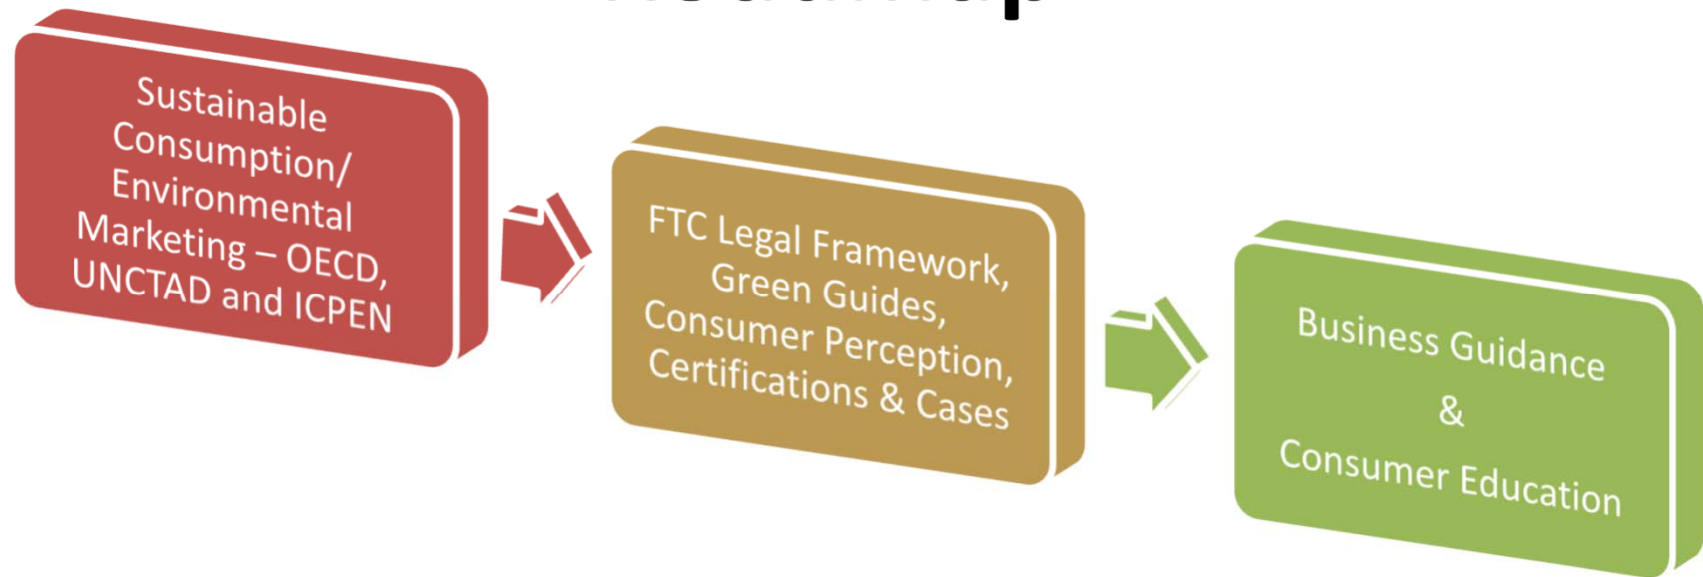 Roadmap
Sustainable
Consumption/
Environmental
Marketing – OECD,
UNCTAD and ICPEN
FTC Legal Framework,
Green Guides,
Consumer Perception,
Certifications & Cases
Business Guidance
&
Consumer Education